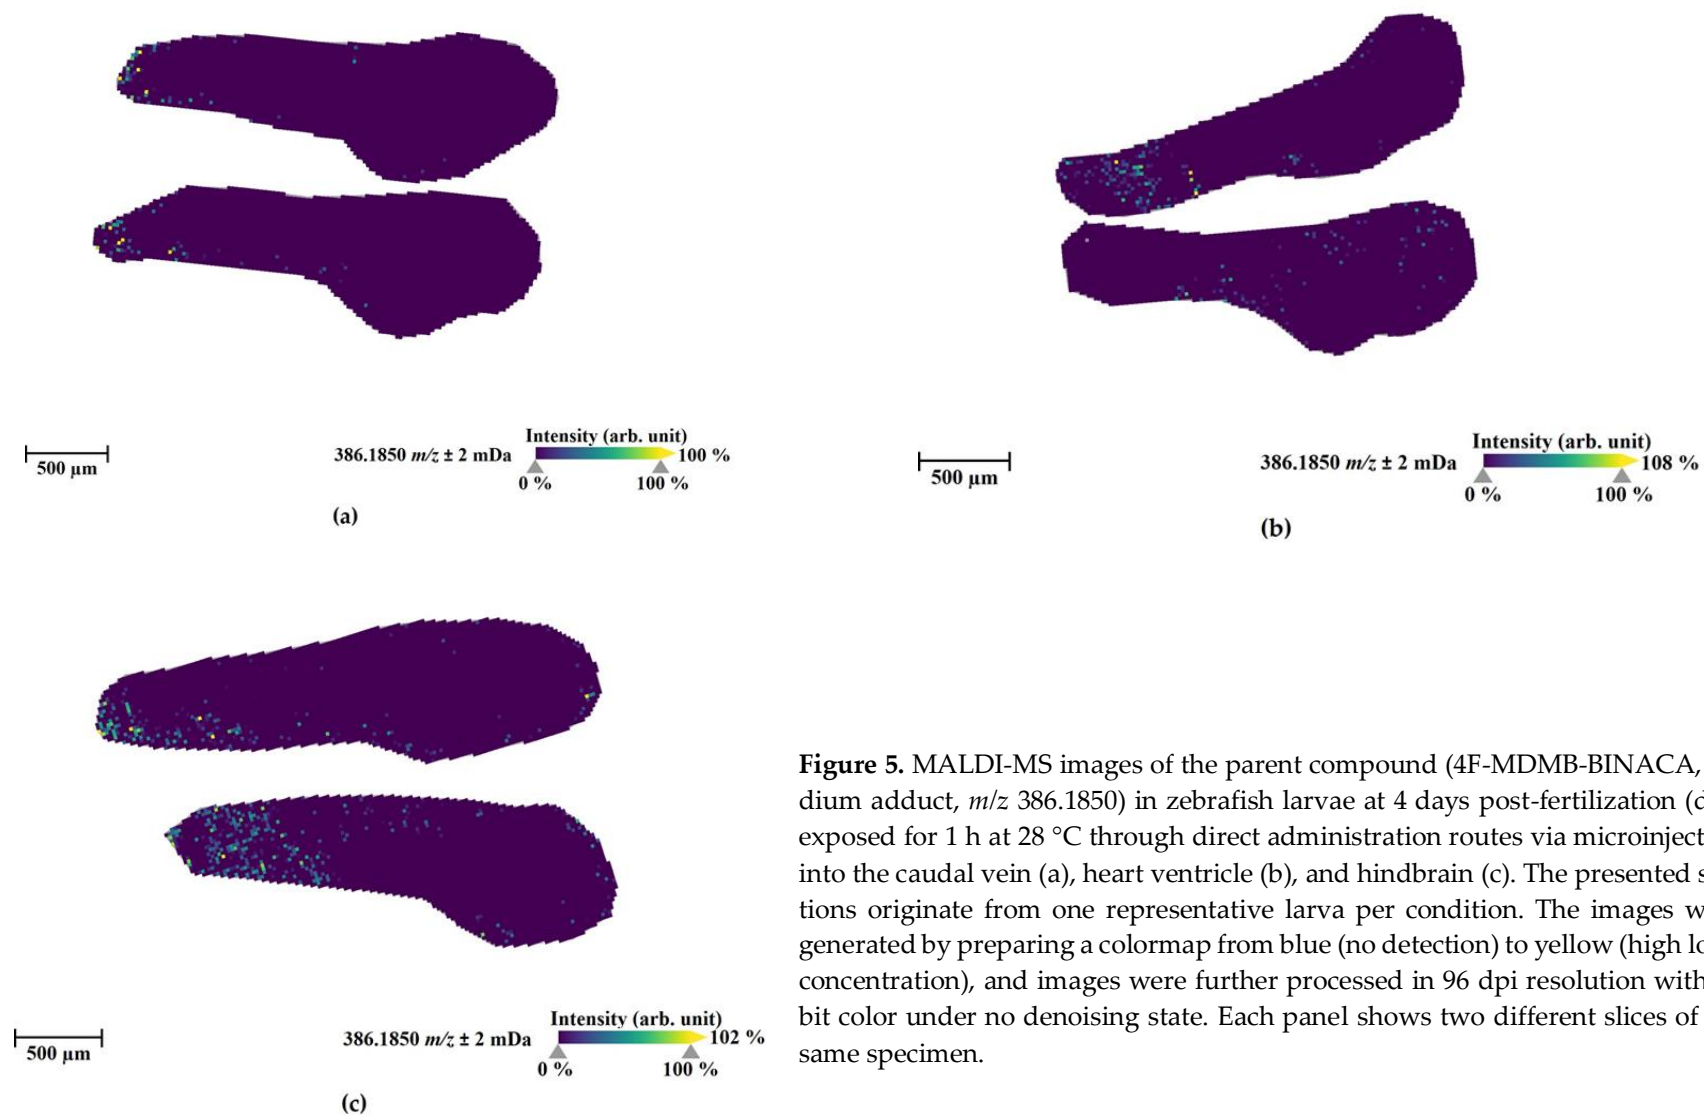 500 µm
386.1850 m/z ± 2 mDa
Intensity (arb. unit)
100 %
0 %
100 %
(a)
500 µm
386.1850 m/z ± 2 mDa
Intensity (arb. unit)
108 %
0 %
100 %
(b)
500 µm
386.1850 m/z ± 2 mDa
Intensity (arb. unit)
102 %
0 %
100 %
(c)
Figure 5. MALDI-MS images of the parent compound (4F-MDMB-BINACA,
dium adduct, m/z 386.1850) in zebrafish larvae at 4 days post-fertilization (d
exposed for 1 h at 28 °C through direct administration routes via microinject
into the caudal vein (a), heart ventricle (b), and hindbrain (c). The presented s
tions originate from one representative larva per condition. The images w
generated by preparing a colormap from blue (no detection) to yellow (high lo
concentration), and images were further processed in 96 dpi resolution with
bit color under no denoising state. Each panel shows two different slices of
same specimen.